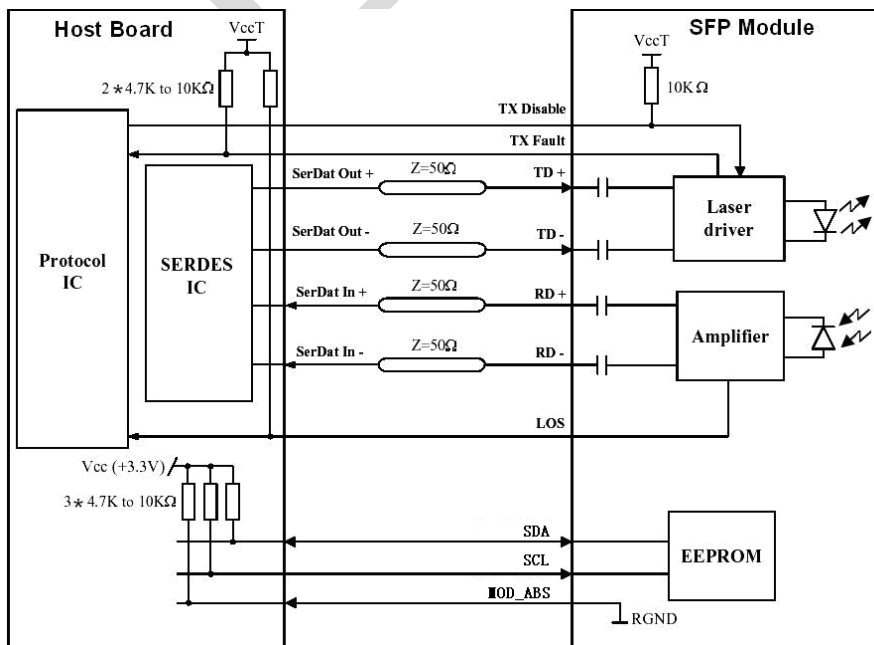 Host Board
SFP Module
VccT
VccT
2*4.7K to 10KΩ
10KΩ
TX Disable
TX Fault
SerDat Out +
Z=50Ω
TD +
SerDat Out -
Z=50Ω
TD -
Laser
driver
Protocol
IC
SERDES
IC
SerDat In +
Z=50Ω
RD +
SerDat In -
Z=50Ω
RD -
Amplifier
LOS
Vcc (+3.3V)
3*4.7K to 10KΩ
SDA
SCL
EEPROM
MOD_ABS
RGND